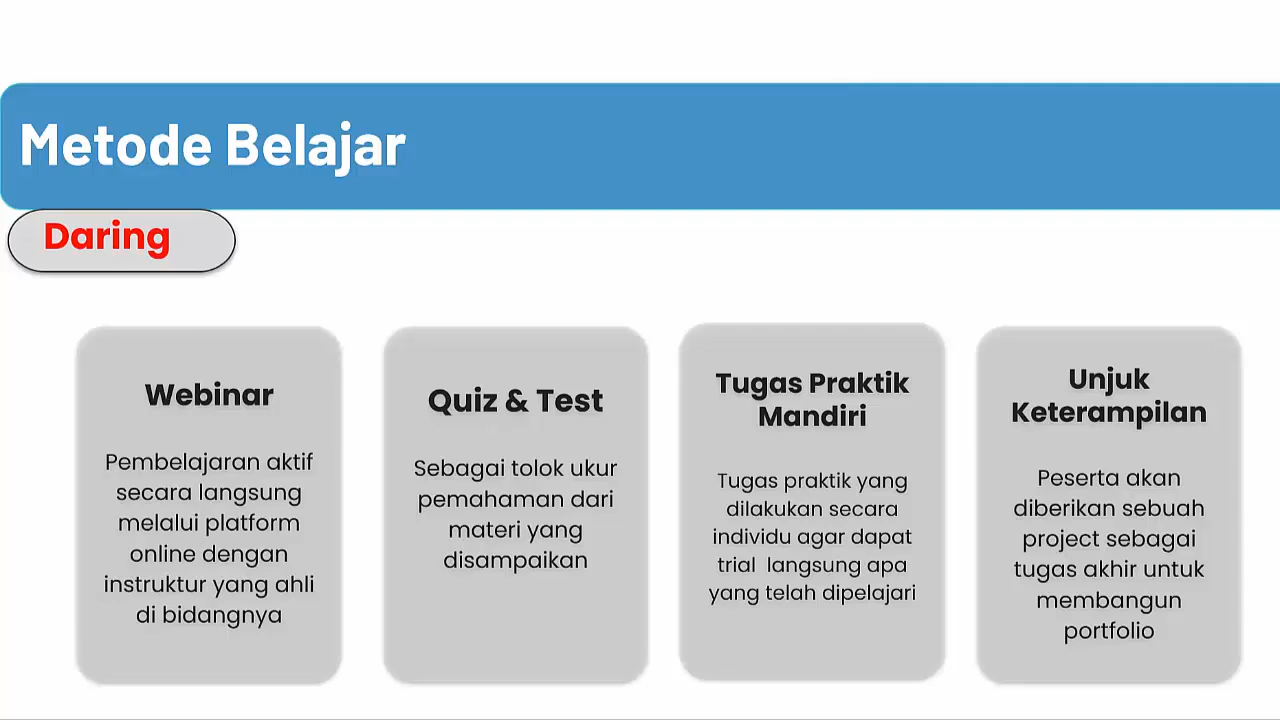 Metode Belajar
Daring
Webinar
Pembelajaran aktif
secara langsung
melalui platform
online dengan
instruktur yang ahli
di bidangnya
Quiz & Test
Sebagai tolok ukur
pemahaman dari
materi yang
disampaikan
Tugas Praktik
Mandiri
Tugas praktik yang
dilakukan secara
individu agar dapat
trial langsung apa
yang telah dipelajari
Unjuk
Keterampilan
Peserta akan
diberikan sebuah
project sebagai
tugas akhir untuk
membangun
portfolio